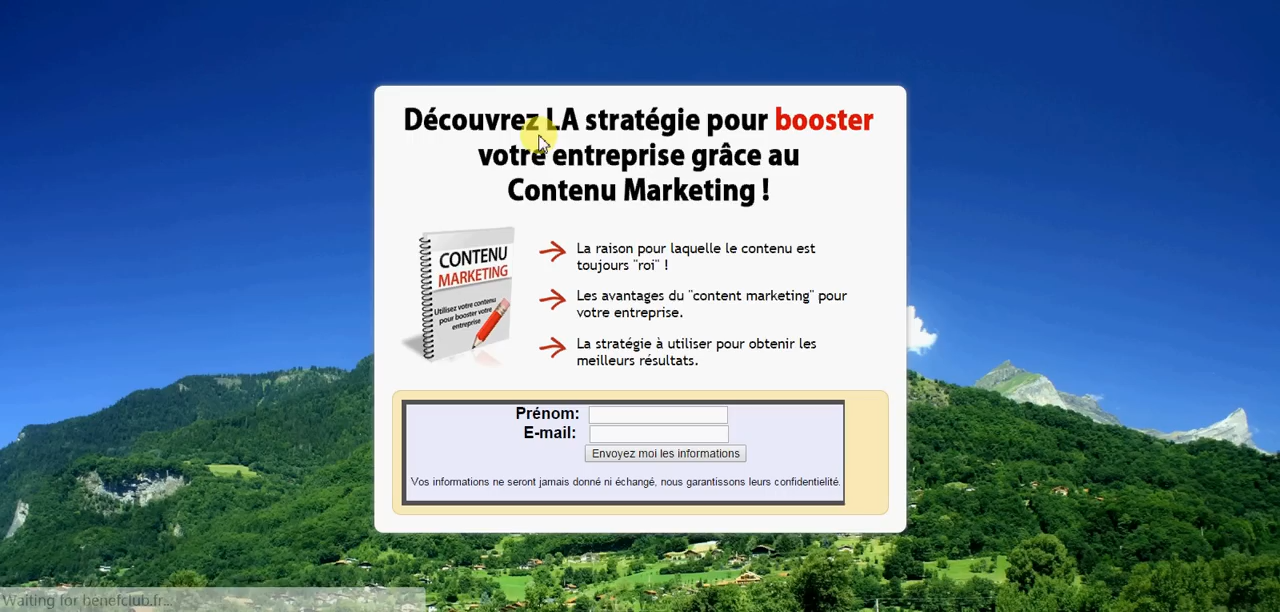 Découvrez LA stratégie pour booster
votre entreprise grâce au
Contenu Marketing !
CONTENU
MARKETING
Utilisez votre contenu
pour booster votre
entreprise
La raison pour laquelle le contenu est
toujours "roi" !
Les avantages du "content marketing" pour
votre entreprise.
La stratégie à utiliser pour obtenir les
meilleurs résultats.
Prénom:
E-mail:
Envoyez moi les informations
Vos informations ne seront jamais donné ni échangé, nous garantissons leurs confidentielité.
Waiting for benefclub.fr...